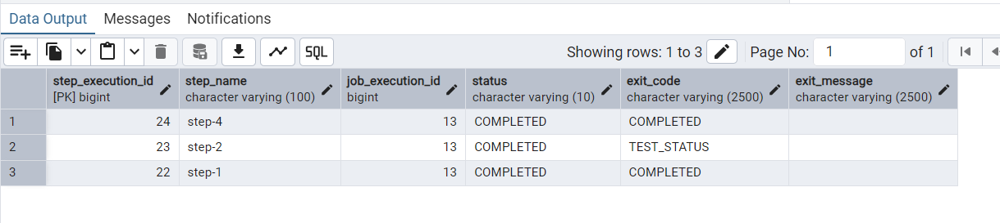 Data Output Messages Notifications
SQL Showing rows: 1 to 3 Page No: 1 of 1
step_execution_id step_name job_execution_id status exit_code exit_message
[PK] bigint character varying (100) bigint character varying (10) character varying (2500) character varying (2500)
1 24 step-4 13 COMPLETED COMPLETED
2 23 step-2 13 COMPLETED TEST_STATUS
3 22 step-1 13 COMPLETED COMPLETED